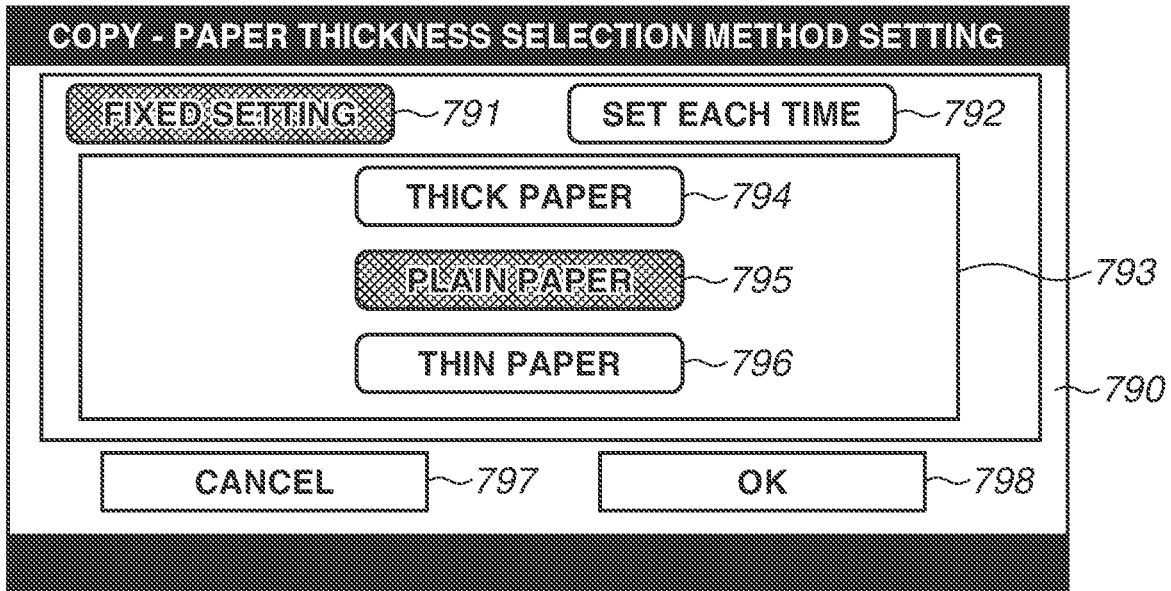 COPY - PAPER THICKNESS SELECTION METHOD SETTING
FIXED SETTING 791 SET EACH TIME 792
THICK PAPER 794
PLAIN PAPER 795 793
THIN PAPER 796
790
CANCEL 797 OK 798